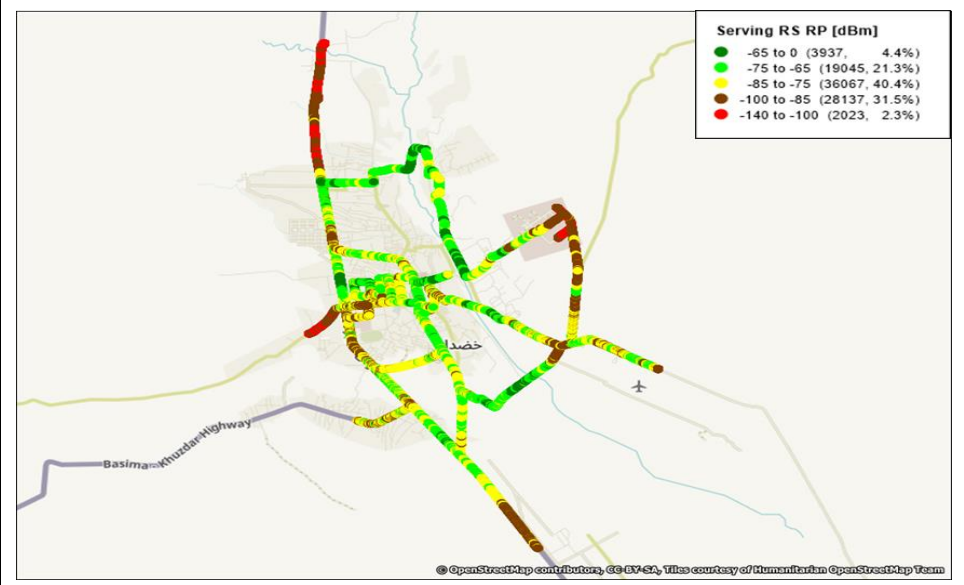 Serving RS RP [dBm]
-65 to 0 (3937, 4.4%)
-75 to -65 (19045, 21.3%)
-85 to -75 (36067, 40.4%)
-100 to -85 (28137, 31.5%)
-140 to -100 (2023, 2.3%)
خضدا
Basima-Khuzdar Highway
© OpenStreetMap contributors, CC-BY-SA, Tiles courtesy of Humanitarian OpenStreetMap Team